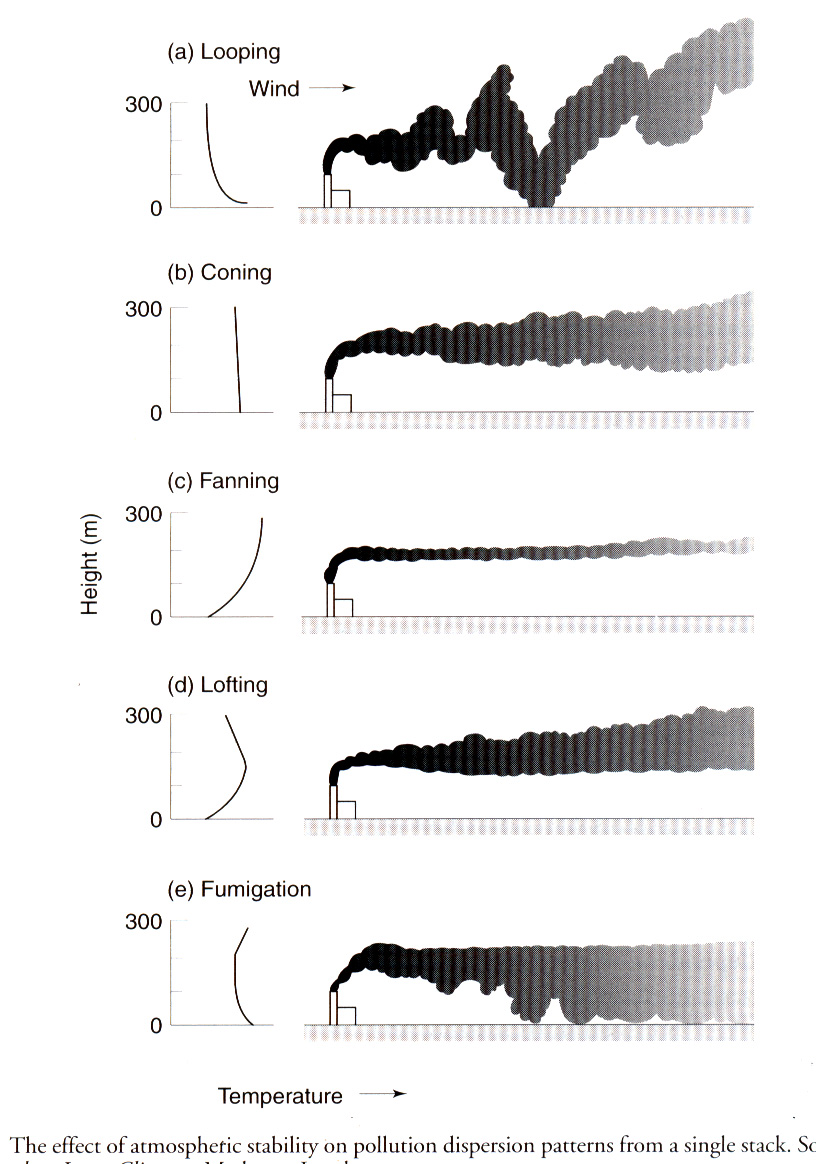 (a) Looping
Wind
300
0
(b) Coning
300
0
(c) Fanning
300
0
Height (m)
(d) Lofting
300
0
(e) Fumigation
300
0
Temperature
The effect of atmospheric stability on pollution dispersion patterns from a single stack. So